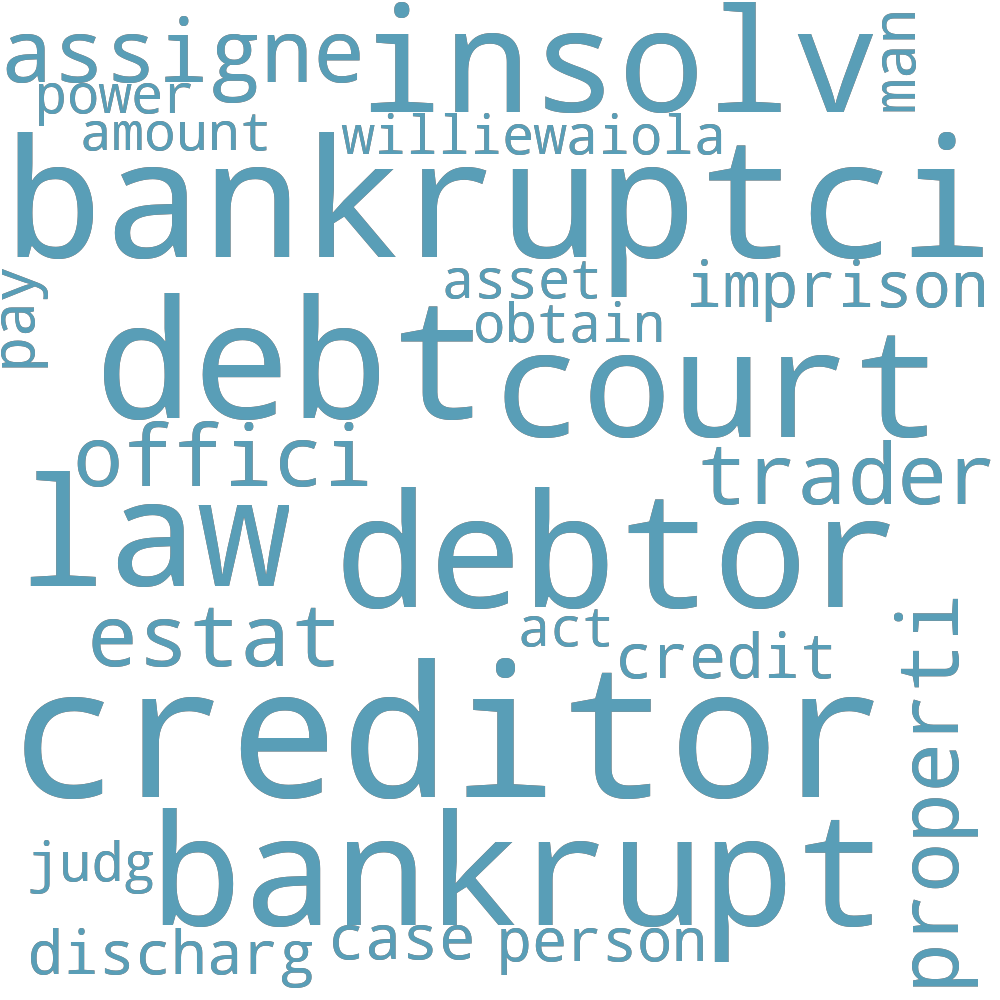 assigne
insolv
man
power
amount
williewaiola
bankruptci
pay
asset
imprison
obtain
debt
court
offici
trader
law
debtor
estat
act
credit
properti
creditor
judg
bankrupt
discharg
case
person